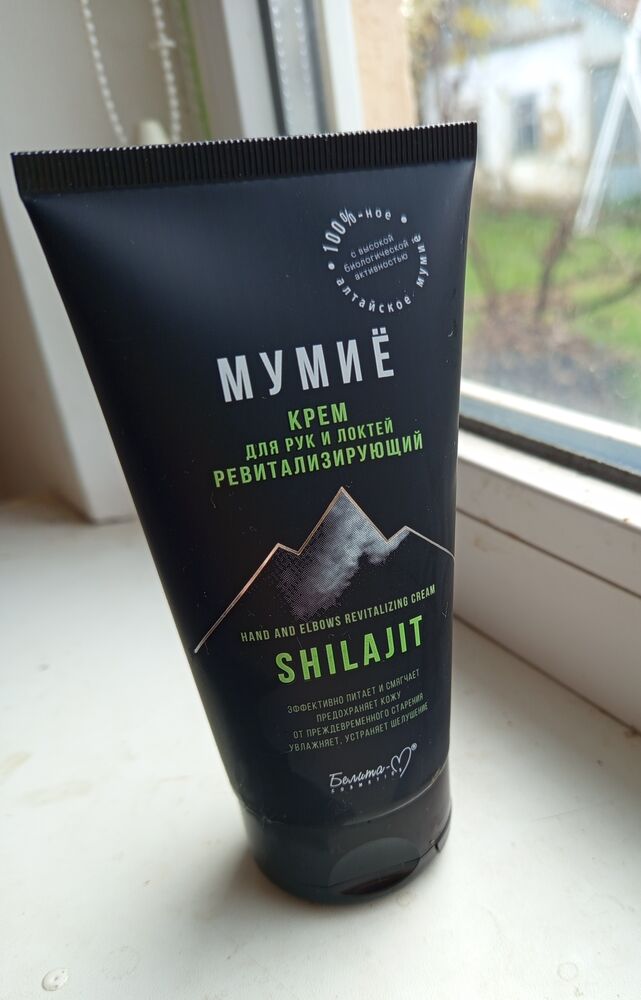 100%-ное
алтайское мумиё
с высокой
биологической
активностью
МУМИЁ
КРЕМ
ДЛЯ РУК И ЛОКТЕЙ
РЕВИТАЛИЗИРУЮЩИЙ
HAND AND ELBOWS REVITALIZING CREAM
SHILAJIT
ЭФФЕКТИВНО ПИТАЕТ И СМЯГЧАЕТ
ПРЕДОХРАНЯЕТ КОЖУ
ОТ ПРЕЖДЕВРЕМЕННОГО СТАРЕНИЯ
УВЛАЖНЯЕТ, УСТРАНЯЕТ ШЕЛУШЕНИЕ
Белита-М®
COSMETICS